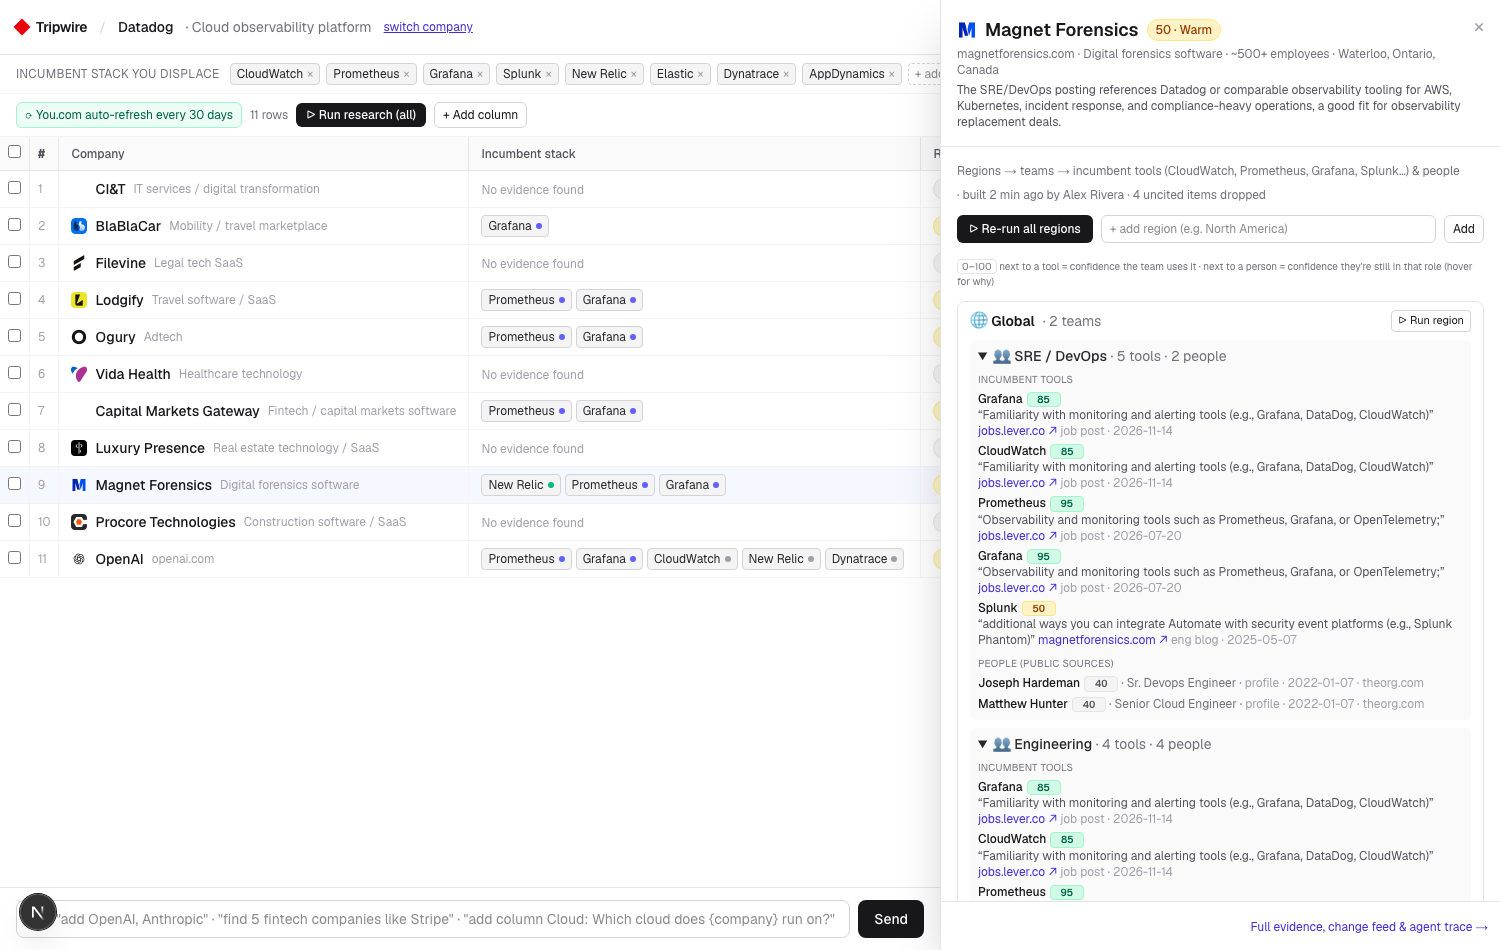 Tripwire / Datadog · Cloud observability platform switch company
INCUMBENT STACK YOU DISPLACE CloudWatch × Prometheus × Grafana × Splunk × New Relic × Elastic × Dynatrace × AppDynamics × + add
You.com auto-refresh every 30 days 11 rows ▷ Run research (all) + Add column
# Company Incumbent stack R
1 CI&T IT services / digital transformation No evidence found
2 BlaBlaCar Mobility / travel marketplace Grafana
3 Filevine Legal tech SaaS No evidence found
4 Lodgify Travel software / SaaS Prometheus Grafana
5 Ogury Adtech Prometheus Grafana
6 Vida Health Healthcare technology No evidence found
7 Capital Markets Gateway Fintech / capital markets software Prometheus Grafana
8 Luxury Presence Real estate technology / SaaS No evidence found
9 Magnet Forensics Digital forensics software New Relic Prometheus Grafana
10 Procore Technologies Construction software / SaaS No evidence found
11 OpenAI openai.com Prometheus Grafana CloudWatch New Relic Dynatrace
N "add OpenAI, Anthropic" · "find 5 fintech companies like Stripe" · "add column Cloud: Which cloud does {company} run on?" Send
M Magnet Forensics 50 · Warm ×
magnetforensics.com · Digital forensics software · ~500+ employees · Waterloo, Ontario,
Canada
The SRE/DevOps posting references Datadog or comparable observability tooling for AWS,
Kubernetes, incident response, and compliance-heavy operations, a good fit for observability
replacement deals.
Regions → teams → incumbent tools (CloudWatch, Prometheus, Grafana, Splunk…) & people
· built 2 min ago by Alex Rivera · 4 uncited items dropped
▷ Re-run all regions + add region (e.g. North America) Add
0–100 next to a tool = confidence the team uses it · next to a person = confidence they're still in that role (hover
for why)
Global · 2 teams ▷ Run region
▼ SRE / DevOps · 5 tools · 2 people
INCUMBENT TOOLS
Grafana 85
“Familiarity with monitoring and alerting tools (e.g., Grafana, DataDog, CloudWatch)”
jobs.lever.co ↗ job post · 2026-11-14
CloudWatch 85
“Familiarity with monitoring and alerting tools (e.g., Grafana, DataDog, CloudWatch)”
jobs.lever.co ↗ job post · 2026-11-14
Prometheus 95
“Observability and monitoring tools such as Prometheus, Grafana, or OpenTelemetry;”
jobs.lever.co ↗ job post · 2026-07-20
Grafana 95
“Observability and monitoring tools such as Prometheus, Grafana, or OpenTelemetry;”
jobs.lever.co ↗ job post · 2026-07-20
Splunk 50
“additional ways you can integrate Automate with security event platforms (e.g., Splunk
Phantom)” magnetforensics.com ↗ eng blog · 2025-05-07
PEOPLE (PUBLIC SOURCES)
Joseph Hardeman 40 · Sr. Devops Engineer · profile · 2022-01-07 · theorg.com
Matthew Hunter 40 · Senior Cloud Engineer · profile · 2022-01-07 · theorg.com
▼ Engineering · 4 tools · 4 people
INCUMBENT TOOLS
Grafana 85
“Familiarity with monitoring and alerting tools (e.g., Grafana, DataDog, CloudWatch)”
jobs.lever.co ↗ job post · 2026-11-14
CloudWatch 85
“Familiarity with monitoring and alerting tools (e.g., Grafana, DataDog, CloudWatch)”
jobs.lever.co ↗ job post · 2026-11-14
Prometheus 95
Full evidence, change feed & agent trace →